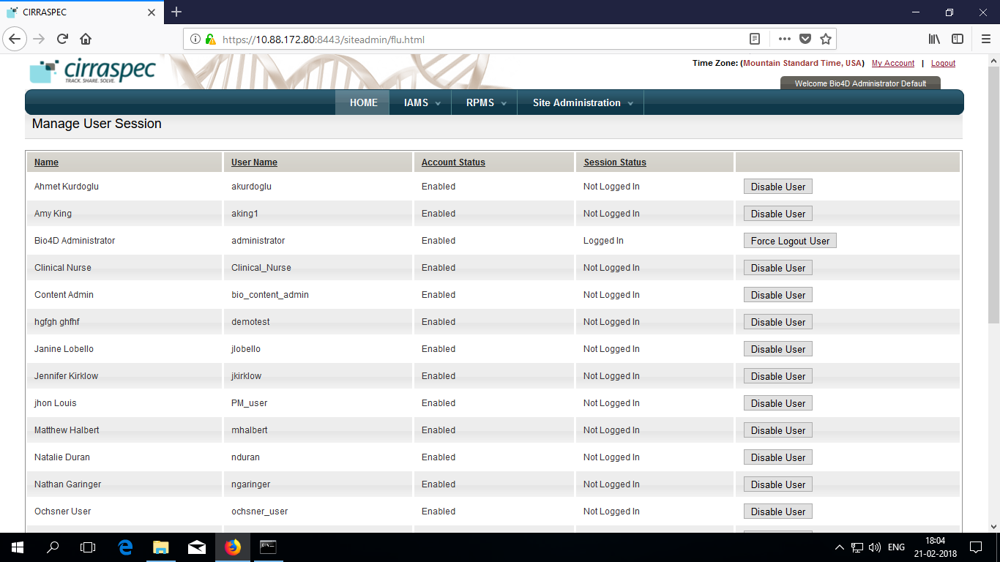 CIRRASPEC
https://10.88.172.80:8443/siteadmin/flu.html
cirraspec
TRACK. SHARE. SOLVE.
Time Zone: (Mountain Standard Time, USA) My Account | Logout
Welcome Bio4D Administrator Default
HOME IAMS RPMS Site Administration
Manage User Session
Name User Name Account Status Session Status
Ahmet Kurdoglu akurdoglu Enabled Not Logged In Disable User
Amy King aking1 Enabled Not Logged In Disable User
Bio4D Administrator administrator Enabled Logged In Force Logout User
Clinical Nurse Clinical_Nurse Enabled Not Logged In Disable User
Content Admin bio_content_admin Enabled Not Logged In Disable User
hgfgh ghfhf demotest Enabled Not Logged In Disable User
Janine Lobello jlobello Enabled Not Logged In Disable User
Jennifer Kirklow jkirklow Enabled Not Logged In Disable User
jhon Louis PM_user Enabled Not Logged In Disable User
Matthew Halbert mhalbert Enabled Not Logged In Disable User
Natalie Duran nduran Enabled Not Logged In Disable User
Nathan Garinger ngaringer Enabled Not Logged In Disable User
Ochsner User ochsner_user Enabled Not Logged In Disable User
ENG
18:04
21-02-2018